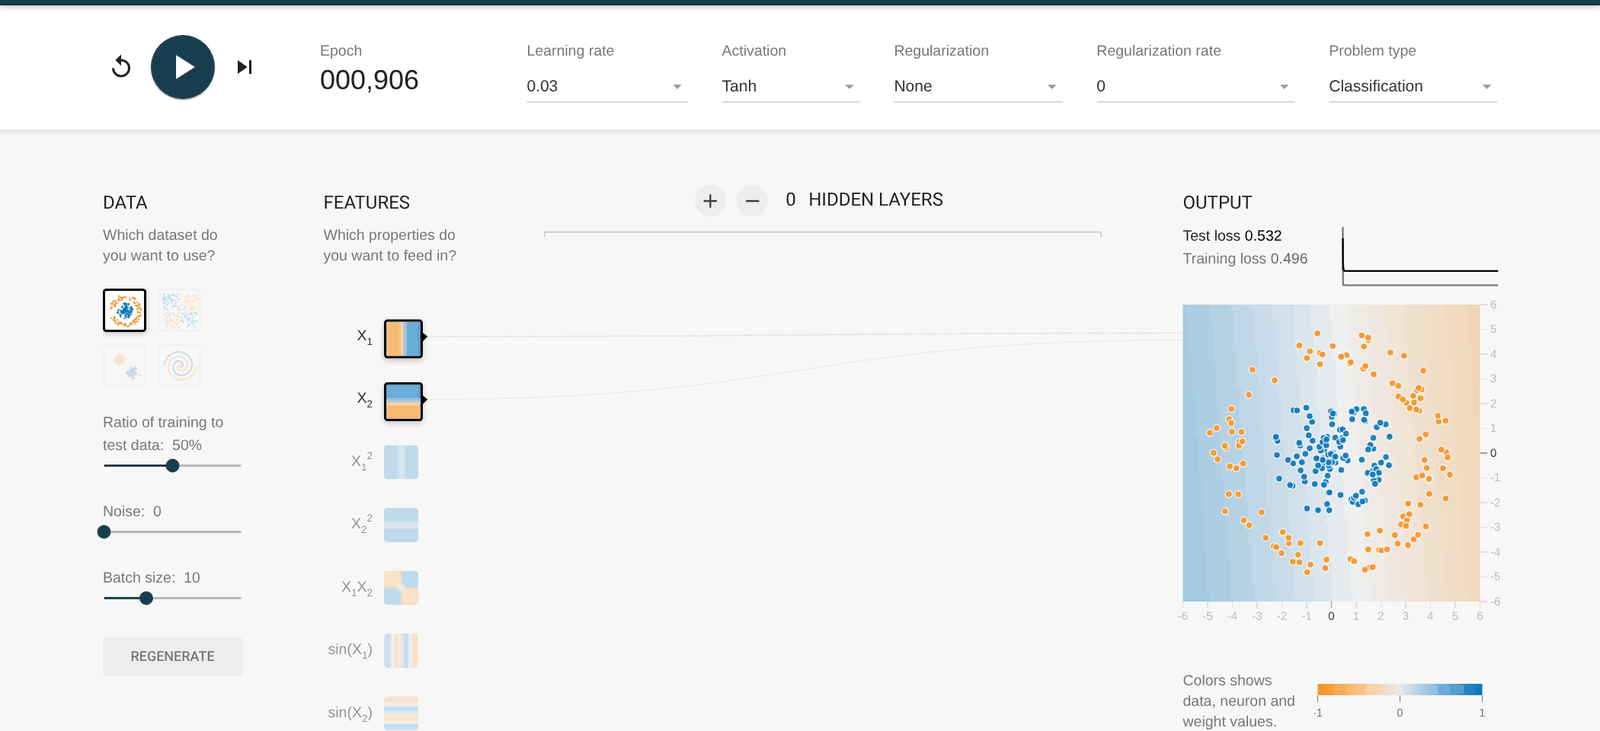 Epoch
000,906
Learning rate
0.03
Activation
Tanh
Regularization
None
Regularization rate
0
Problem type
Classification
DATA
Which dataset do
you want to use?
Ratio of training to
test data: 50%
Noise: 0
Batch size: 10
REGENERATE
FEATURES
Which properties do
you want to feed in?
X1
X2
X1²
X2²
X1X2
sin(X1)
sin(X2)
0 HIDDEN LAYERS
OUTPUT
Test loss 0.532
Training loss 0.496
6
5
4
3
2
1
0
-1
-2
-3
-4
-5
-6
-6 -5 -4 -3 -2 -1 0 1 2 3 4 5 6
Colors shows
data, neuron and
weight values.
-1 0 1